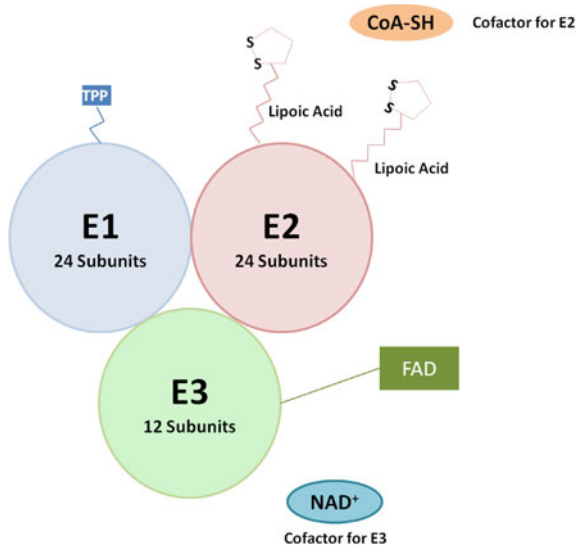 CoA-SH
Cofactor for E2
S
S
S
S
TPP
Lipoic Acid
Lipoic Acid
E1
24 Subunits
E2
24 Subunits
FAD
E3
12 Subunits
NAD⁺
Cofactor for E3